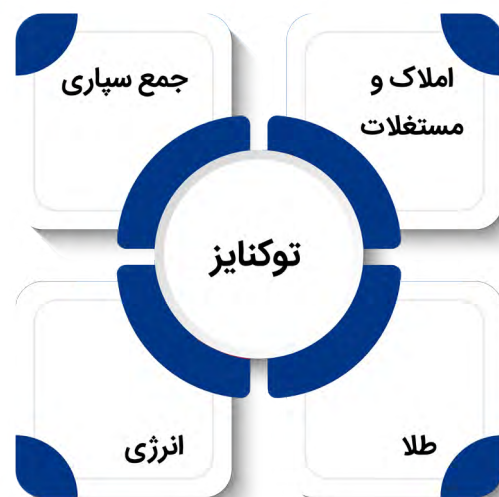 املاک و
مستغلات
جمع سپاری
توکنایز
طلا
انرژی